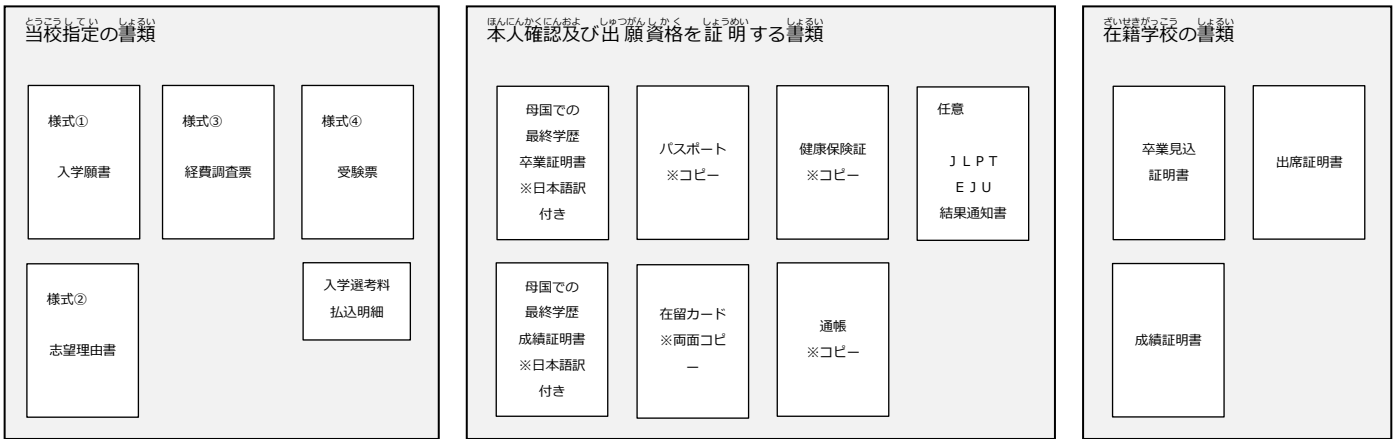 とうこうしてい しょるい
当校指定の書類
様式①
入学願書
様式③
経費調査票
様式④
受験票
様式②
志望理由書
入学選考料
払込明細
ほんにんかくにんおよ しゅつがんしかく しょうめい しょるい
本人確認及び出願資格を証明する書類
母国での
最終学歴
卒業証明書
※日本語訳
付き
パスポート
※コピー
健康保険証
※コピー
任意
ＪＬＰＴ
ＥＪＵ
結果通知書
母国での
最終学歴
成績証明書
※日本語訳
付き
在留カード
※両面コピ
ー
通帳
※コピー
ざいせきがっこう しょるい
在籍学校の書類
卒業見込
証明書
出席証明書
成績証明書